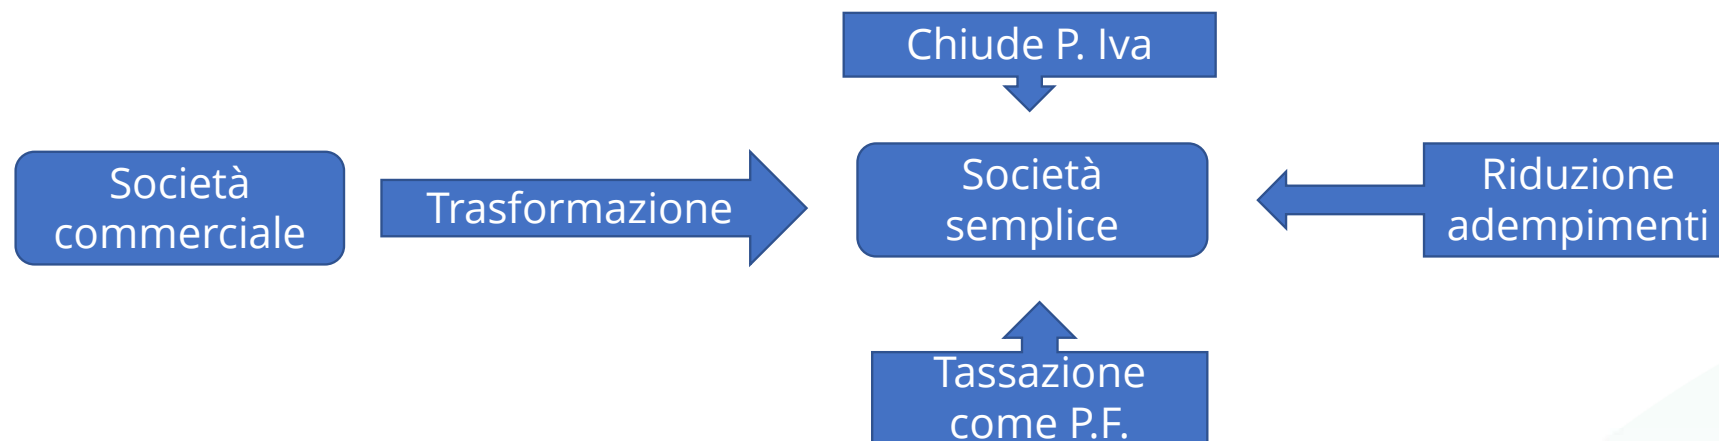 Chiude P. Iva
Società
commerciale
Trasformazione
Società
semplice
Riduzione
adempimenti
Tassazione
come P.F.